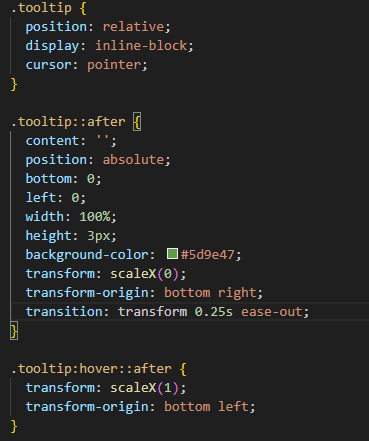 .tooltip {
position: relative;
display: inline-block;
cursor: pointer;
}
.tooltip::after {
content: '';
position: absolute;
bottom: 0;
left: 0;
width: 100%;
height: 3px;
background-color: #5d9e47;
transform: scaleX(0);
transform-origin: bottom right;
transition: transform 0.25s ease-out;
}
.tooltip:hover::after {
transform: scaleX(1);
transform-origin: bottom left;
}